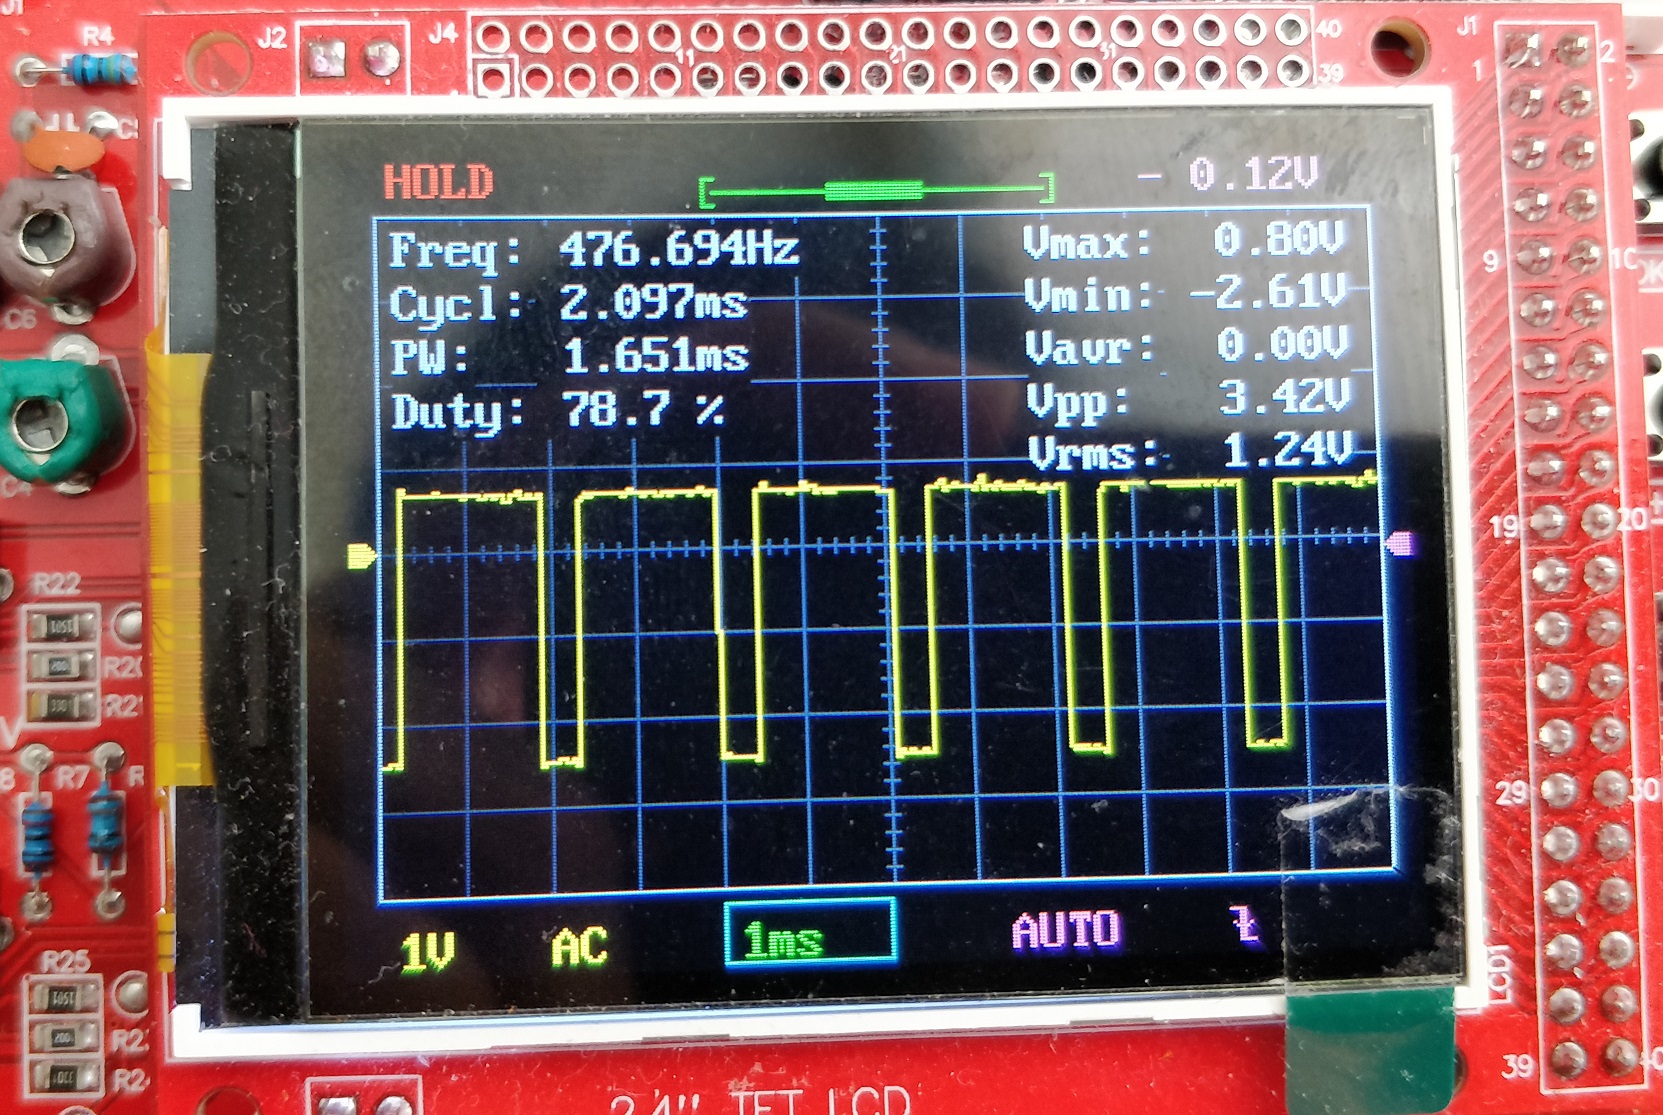 J1
R4
J2
J4
40
J1
2
11
21
31
39
1
HOLD
- 0.12V
Freq: 476.694Hz
Vmax: 0.80V
Cycl: 2.097ms
Vmin: -2.61V
PW: 1.651ms
Vavr: 0.00V
Duty: 78.7 %
Vpp: 3.42V
Vrms: 1.24V
9
C6
C4
19
20
R22
1501
R20
R21
V
8
R7
R
29
30
1V
AC
1ms
AUTO
R25
1501
LCD1
39
40
2.4" TFT LCD